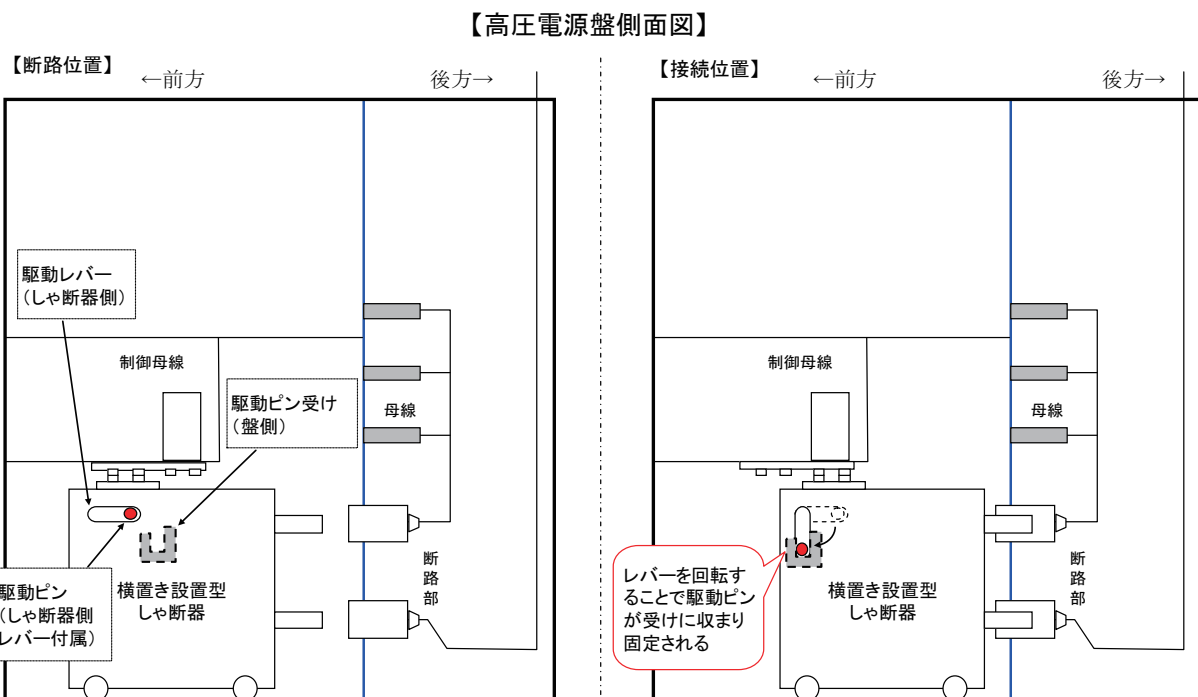 【高圧電源盤側面図】
【断路位置】
←前方
後方→
駆動レバー
(しゃ断器側)
制御母線
駆動ピン受け
(盤側)
母線
断路部
駆動ピン
(しゃ断器側
レバー付属)
横置き設置型
しゃ断器
【接続位置】
←前方
後方→
制御母線
母線
断路部
レバーを回転す
ることで駆動ピン
が受けに収まり
固定される
横置き設置型
しゃ断器